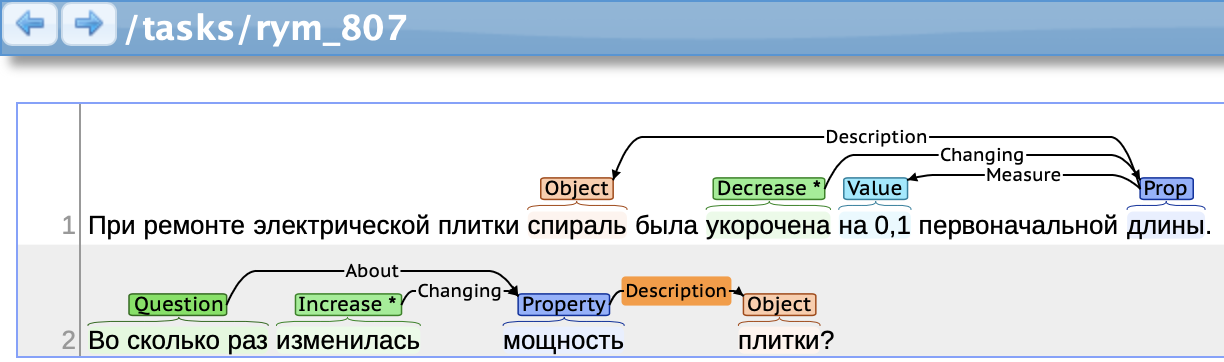 /tasks/rym_807
Description
Changing
Measure
Object Decrease * Value Prop
1 При ремонте электрической плитки спираль была укорочена на 0,1 первоначальной длины.
About
Changing Description
Question Increase * Property Object
2 Во сколько раз изменилась мощность плитки?